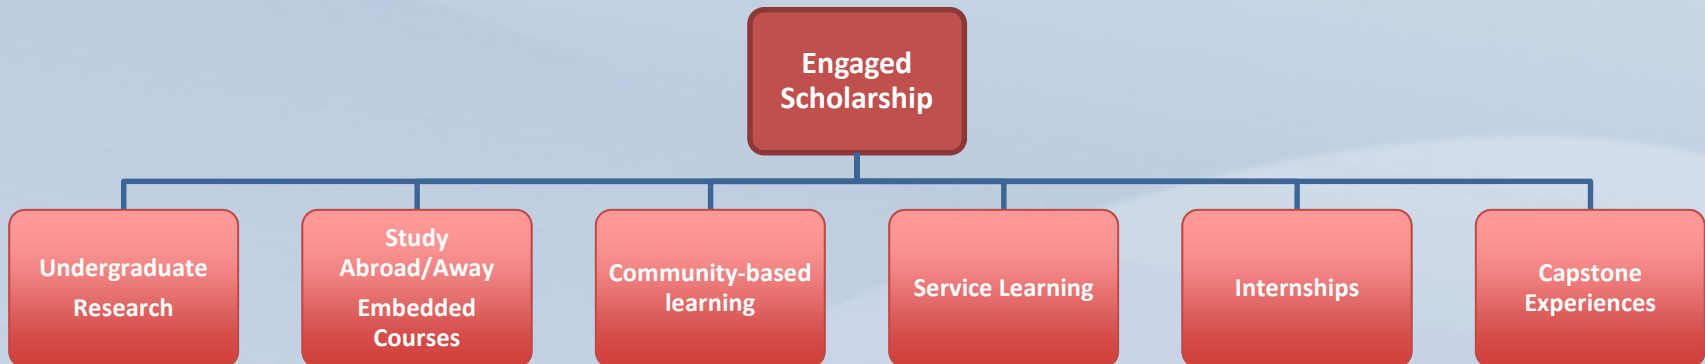 Engaged
Scholarship
Undergraduate
Research
Study
Abroad/Away
Embedded
Courses
Community-based
learning
Service Learning
Internships
Capstone
Experiences